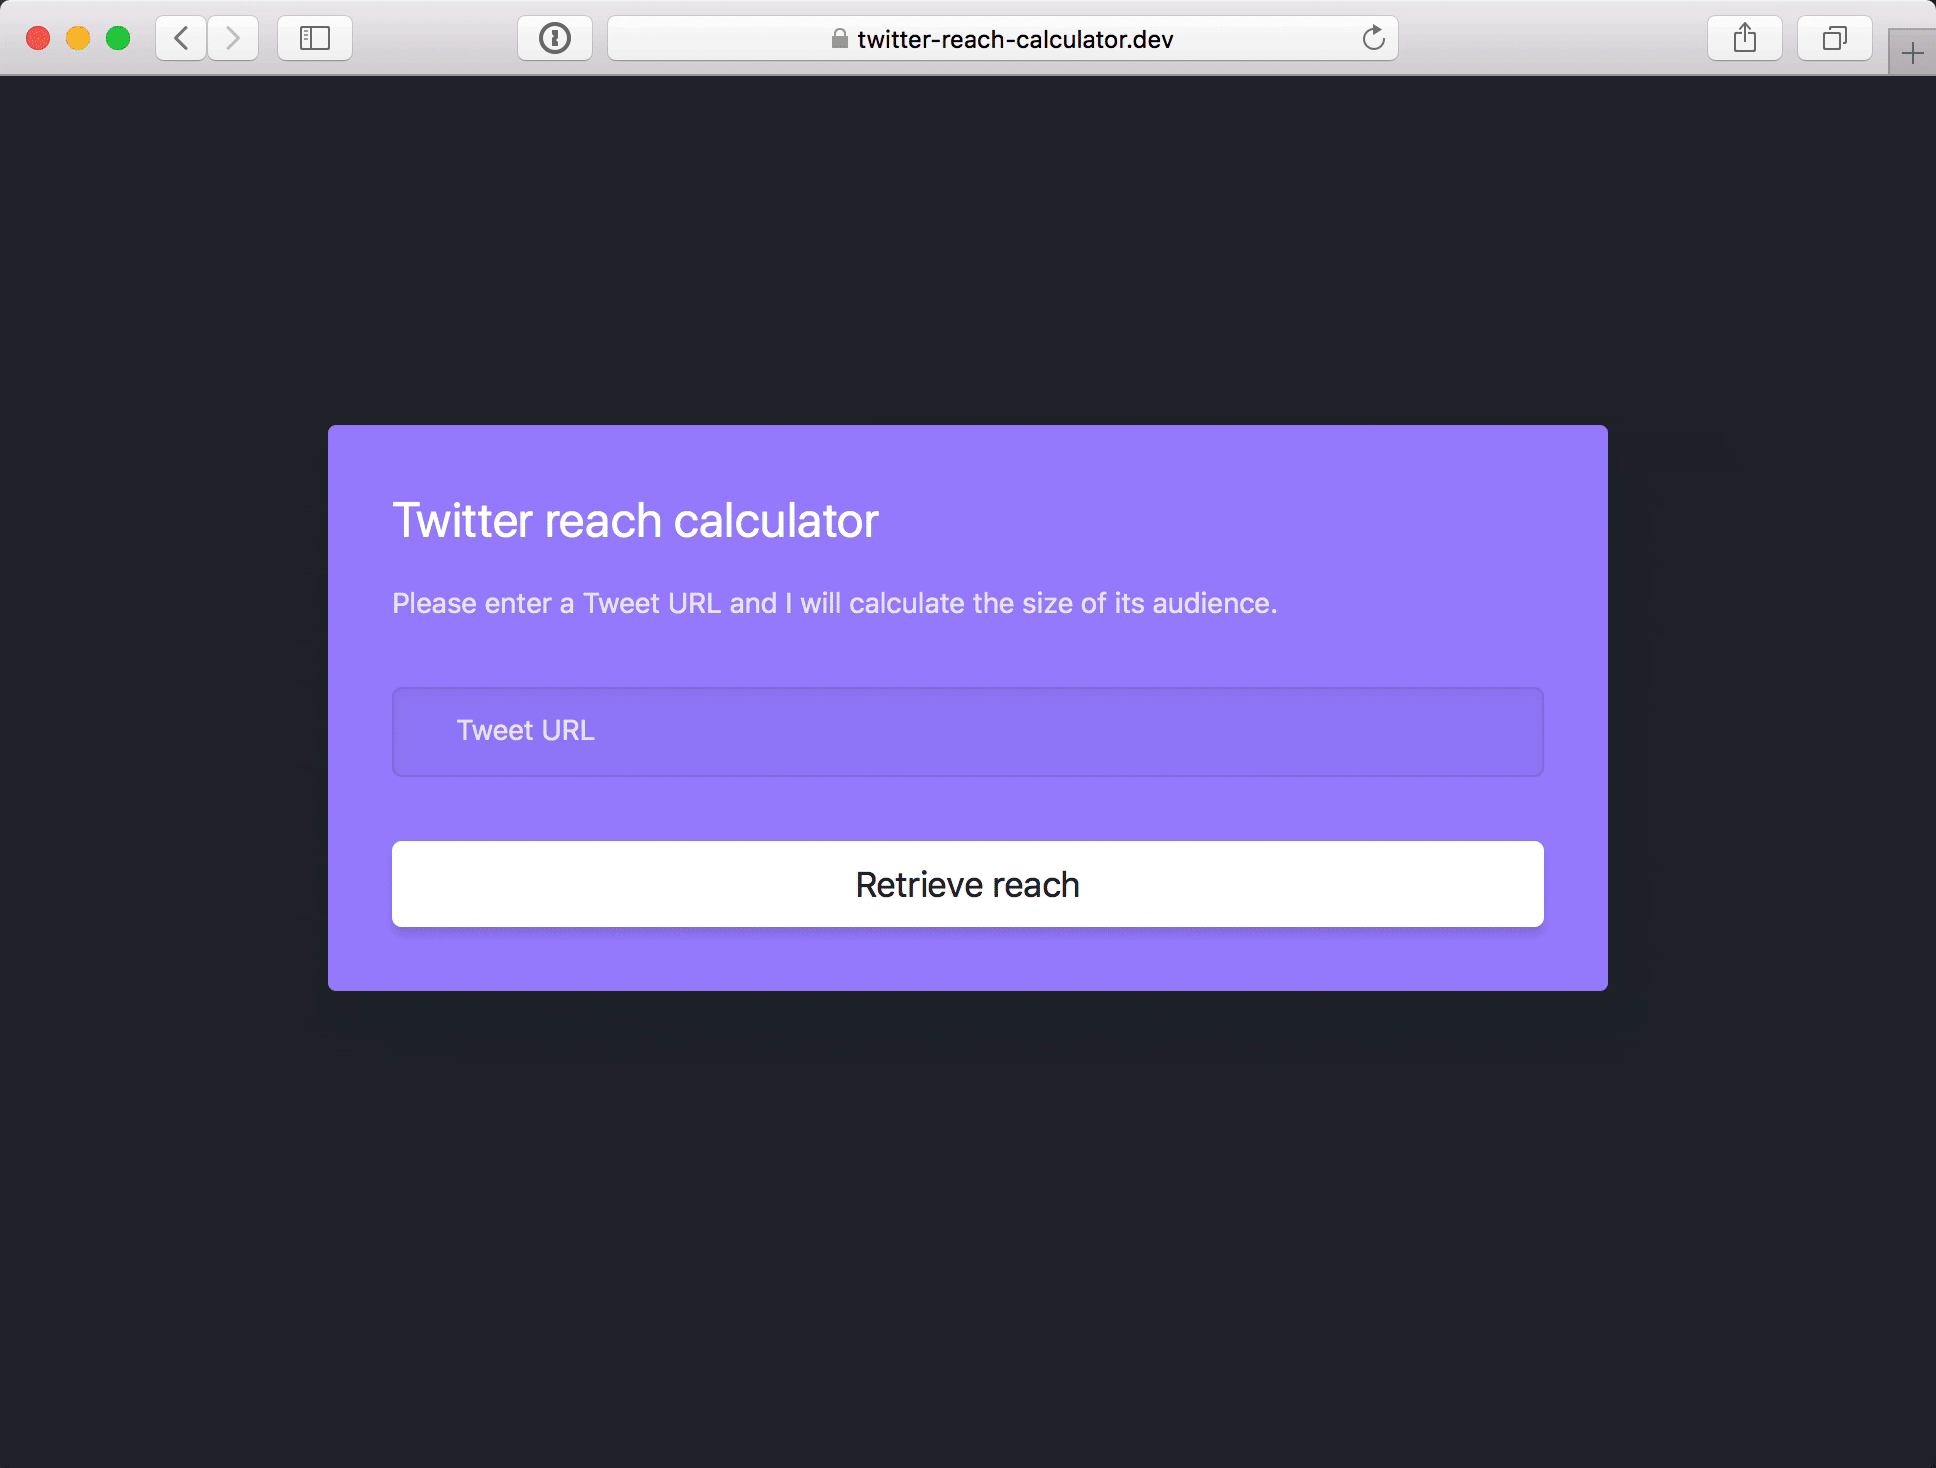 twitter-reach-calculator.dev
Twitter reach calculator
Please enter a Tweet URL and I will calculate the size of its audience.
Tweet URL
Retrieve reach